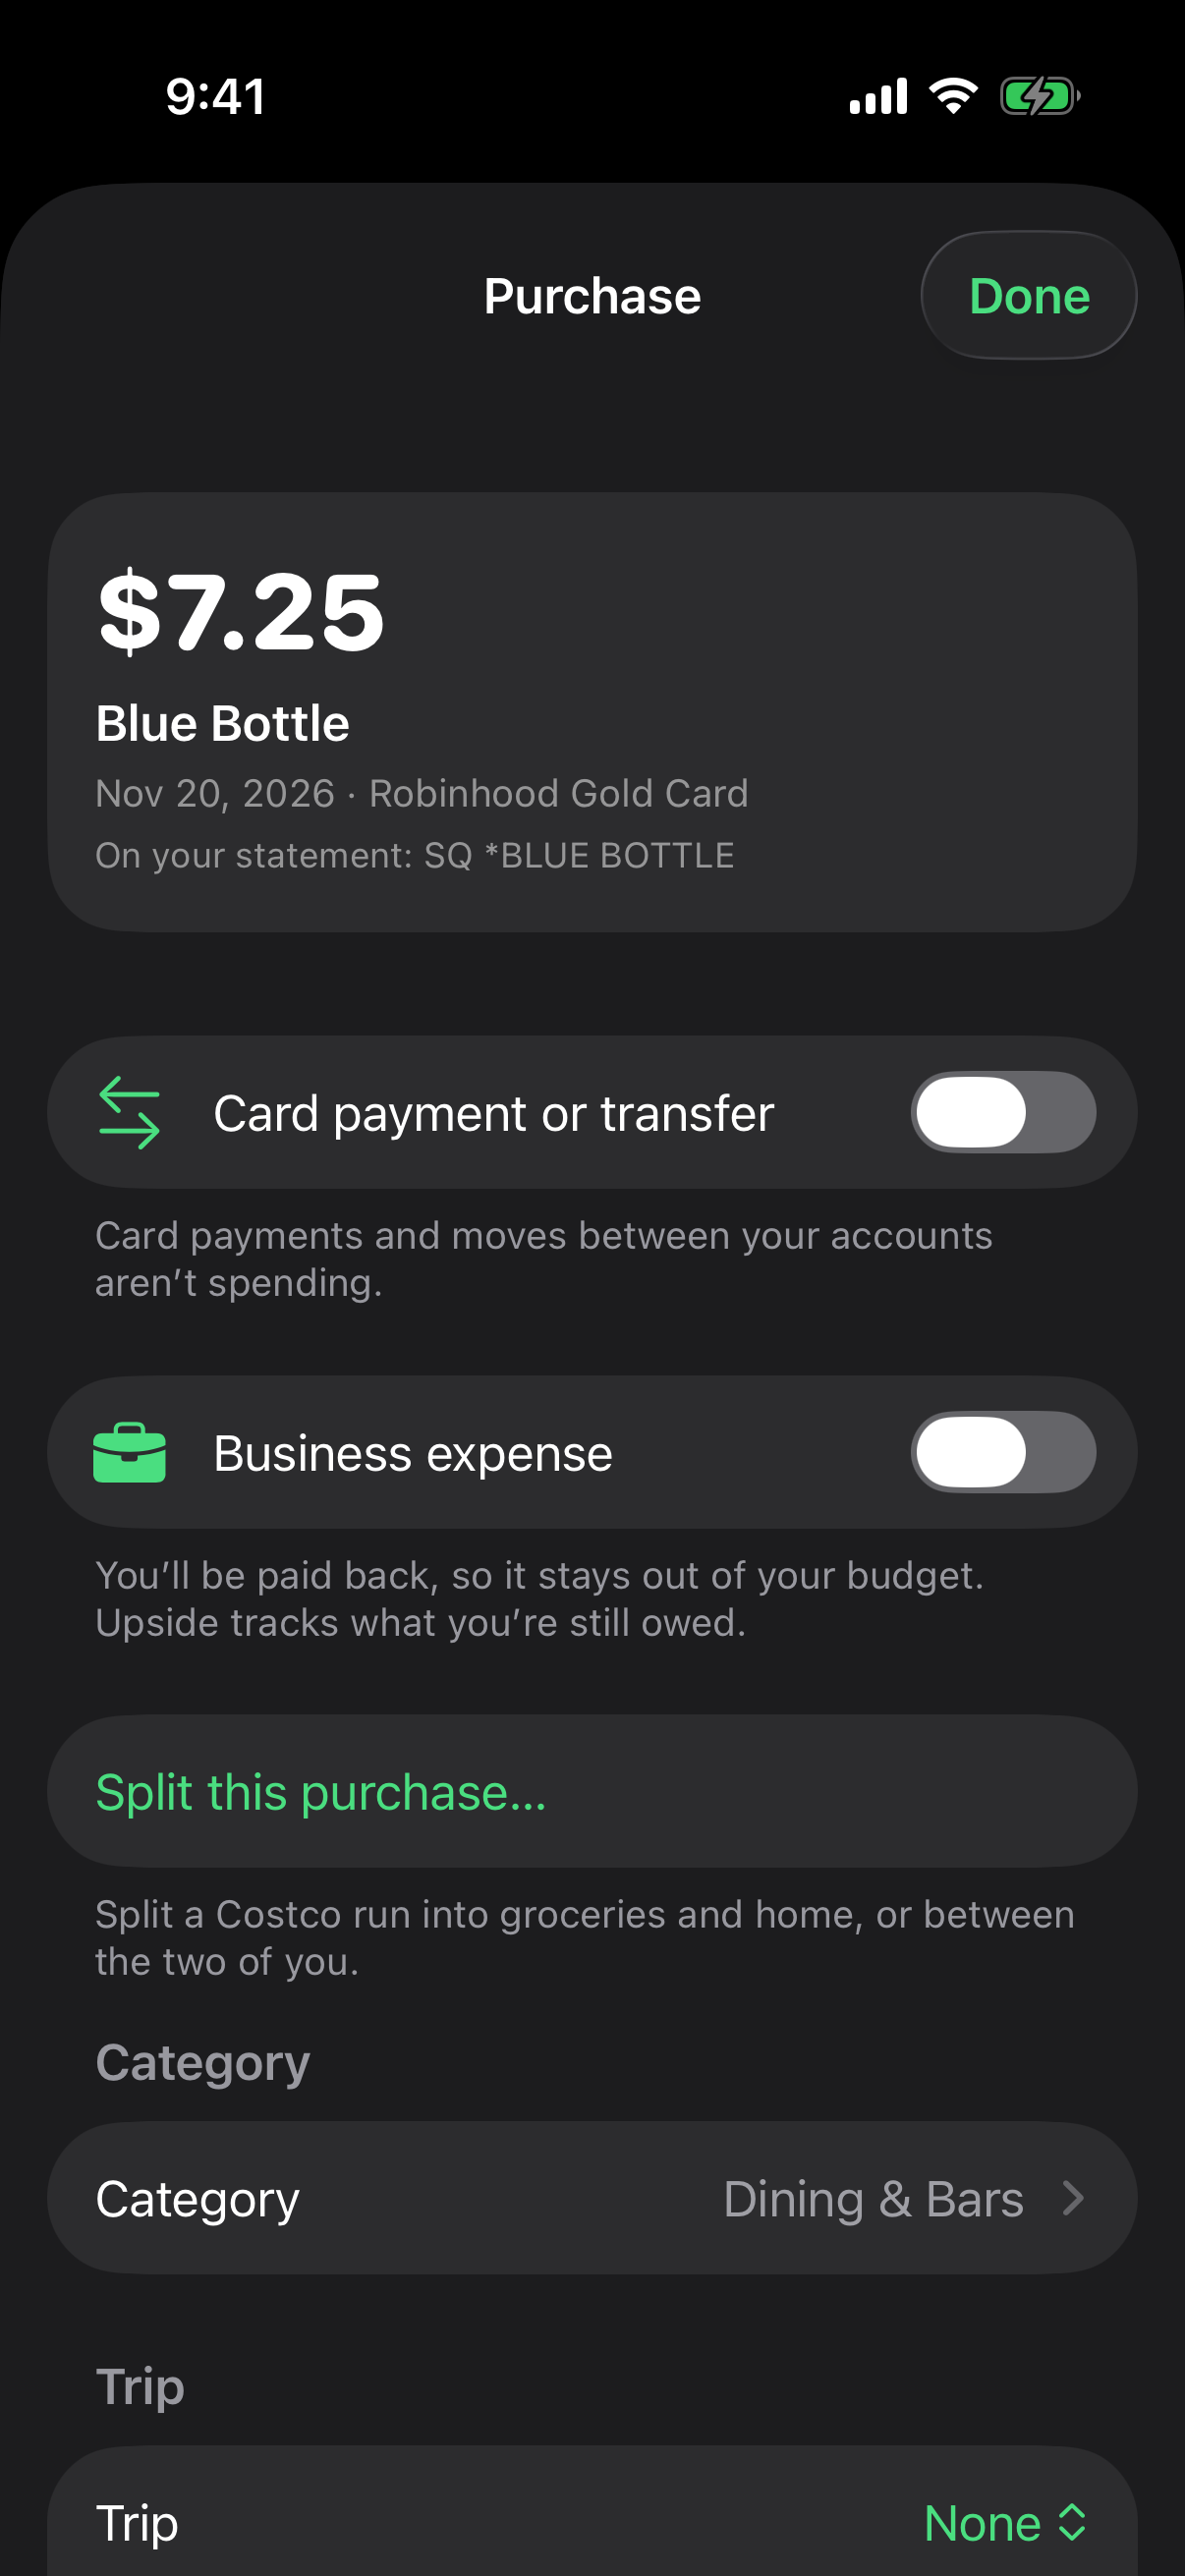 9:41
Purchase
Done
$7.25
Blue Bottle
Nov 20, 2026 · Robinhood Gold Card
On your statement: SQ *BLUE BOTTLE
Card payment or transfer
Card payments and moves between your accounts
aren’t spending.
Business expense
You’ll be paid back, so it stays out of your budget.
Upside tracks what you’re still owed.
Split this purchase...
Split a Costco run into groceries and home, or between
the two of you.
Category
Category Dining & Bars
Trip
Trip None